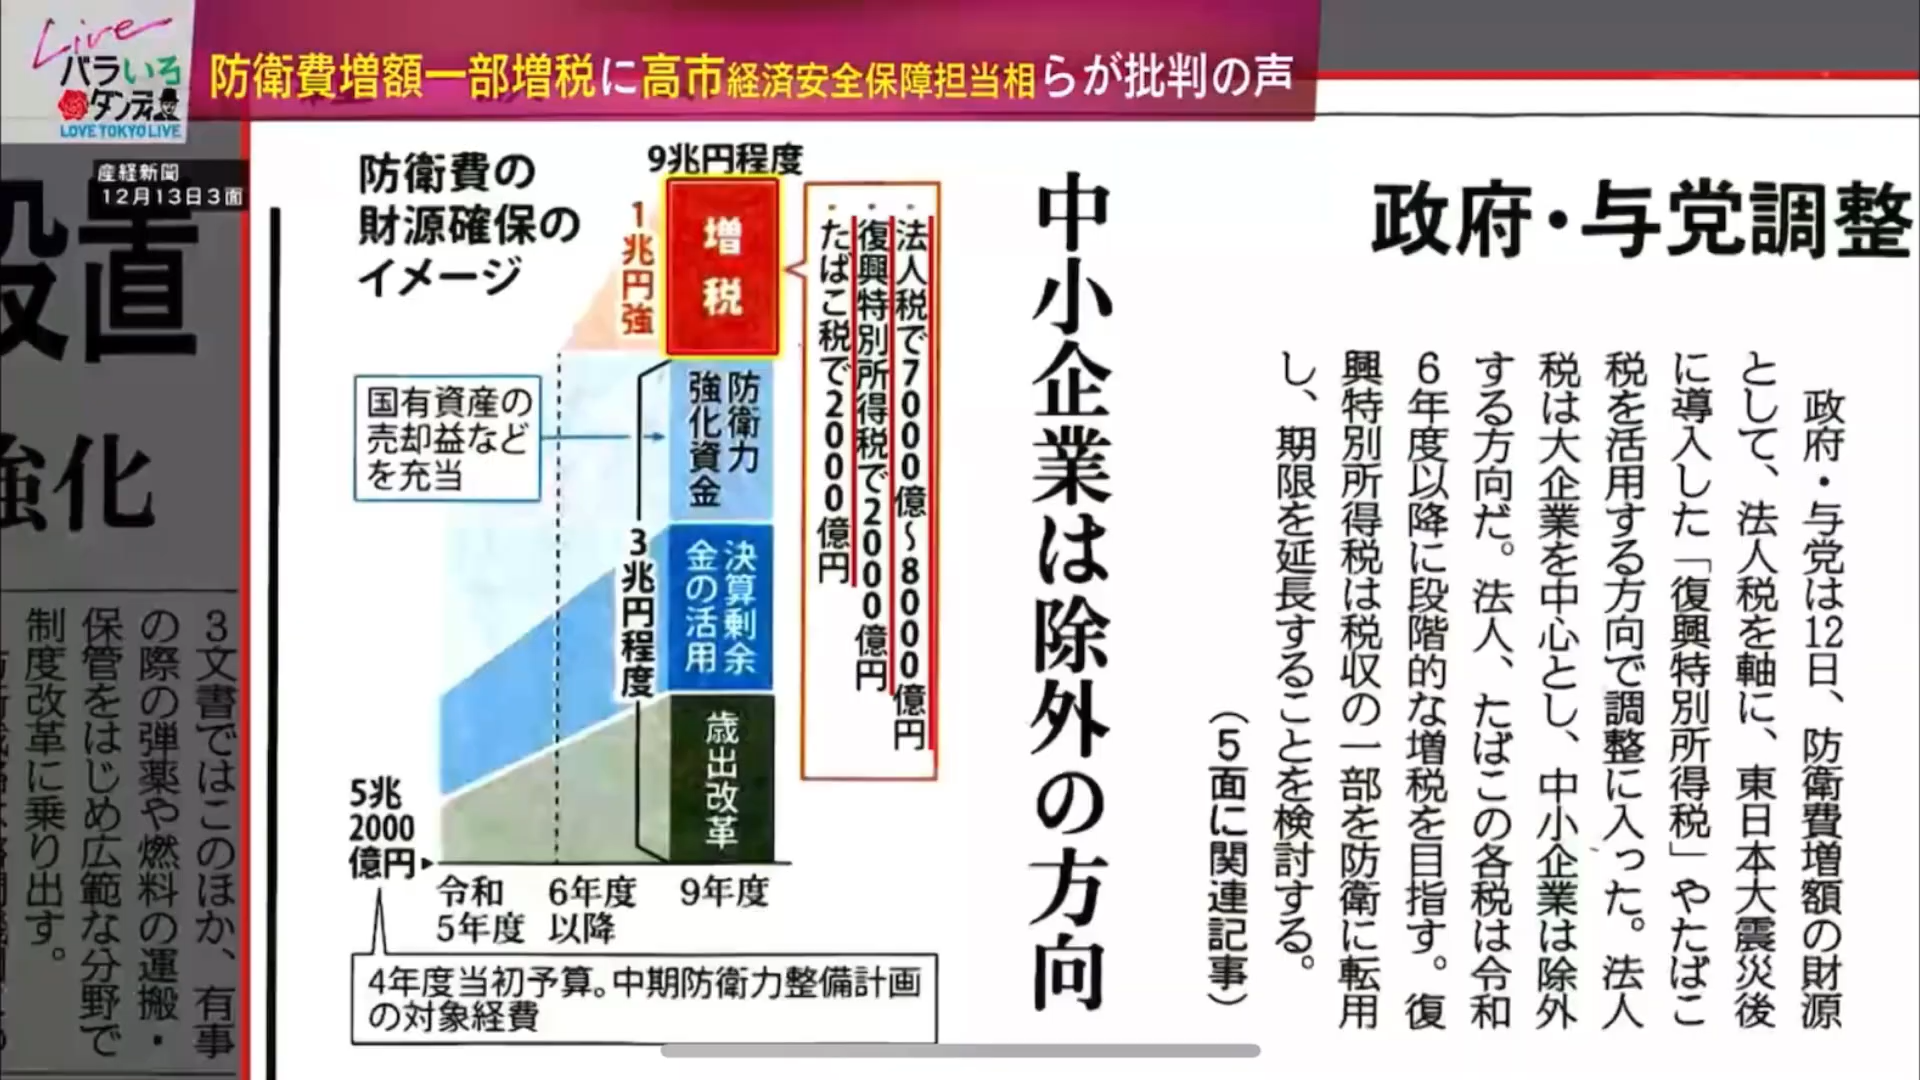 Live
バラいろ
ダンディ
LOVE TOKYO LIVE
防衛費増額一部増税に高市経済安全保障担当相らが批判の声
産経新聞
12月13日3面
設置
強化
3文書ではこのほか、有事
の際の弾薬や燃料の運搬・
保管をはじめ広範な分野で
制度改革に乗り出す。
政府・与党調整
中小企業は除外の方向
政府・与党は12日、防衛費増額の財源
として、法人税を軸に、東日本大震災後
に導入した「復興特別所得税」やたばこ
税を活用する方向で調整に入った。法人
税は大企業を中心とし、中小企業は除外
する方向だ。法人、たばこの各税は令和
6年度以降に段階的な増税を目指す。復
興特別所得税は税収の一部を防衛に転用
し、期限を延長することを検討する。
（5面に関連記事）
防衛費の
財源確保の
イメージ
9兆円程度
1兆円強
増税
法人税で7000億～8000億円
復興特別所得税で2000億円
たばこ税で2000億円
国有資産の
売却益など
を充当
防衛力
強化資金
3兆円程度
決算剰余
金の活用
歳出改革
5兆
2000
億円
令和
5年度
6年度
以降
9年度
4年度当初予算。中期防衛力整備計画
の対象経費